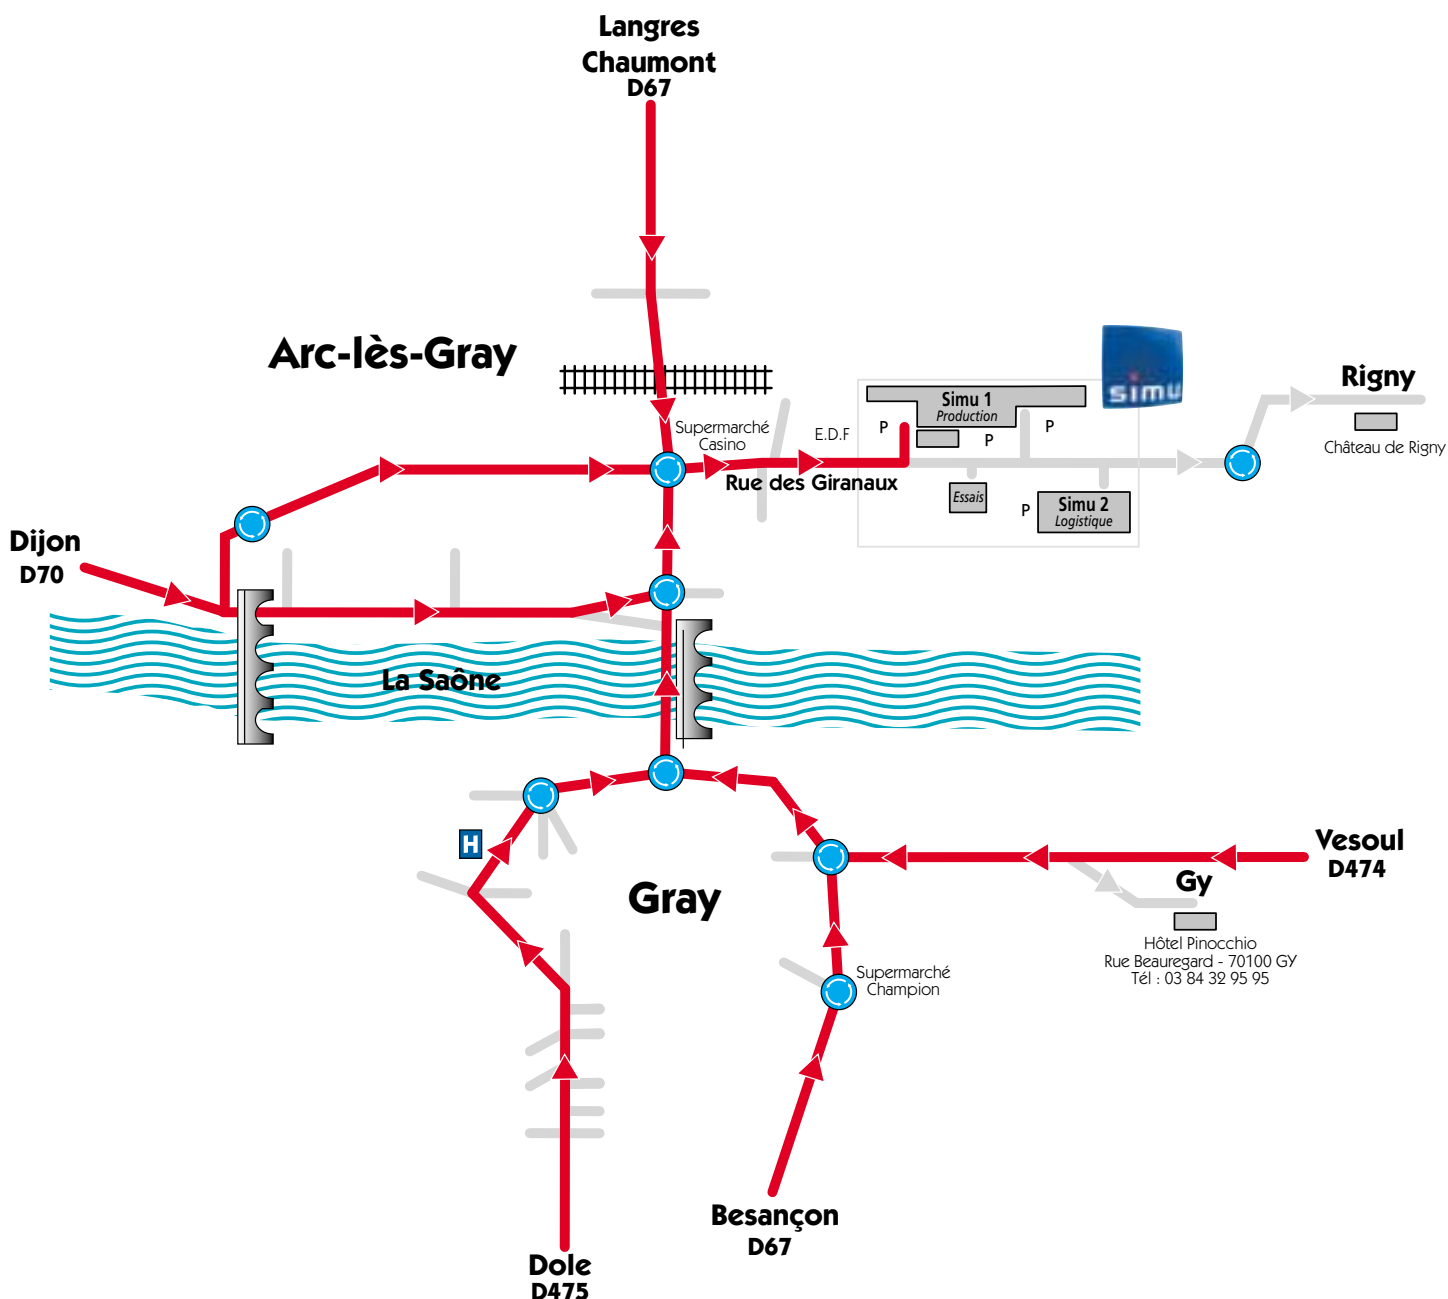 Langres
Chaumont
D67
Arc-lès-Gray
simu
Rigny
Château de Rigny
Simu 1
Production
P
P
P
E.D.F
Supermarché
Casino
Rue des Giranaux
Essais
P
Simu 2
Logistique
Dijon
D70
La Saône
H
Gray
Vesoul
D474
Gy
Hôtel Pinocchio
Rue Beauregard - 70100 GY
Tél : 03 84 32 95 95
Supermarché
Champion
Besançon
D67
Dole
D475